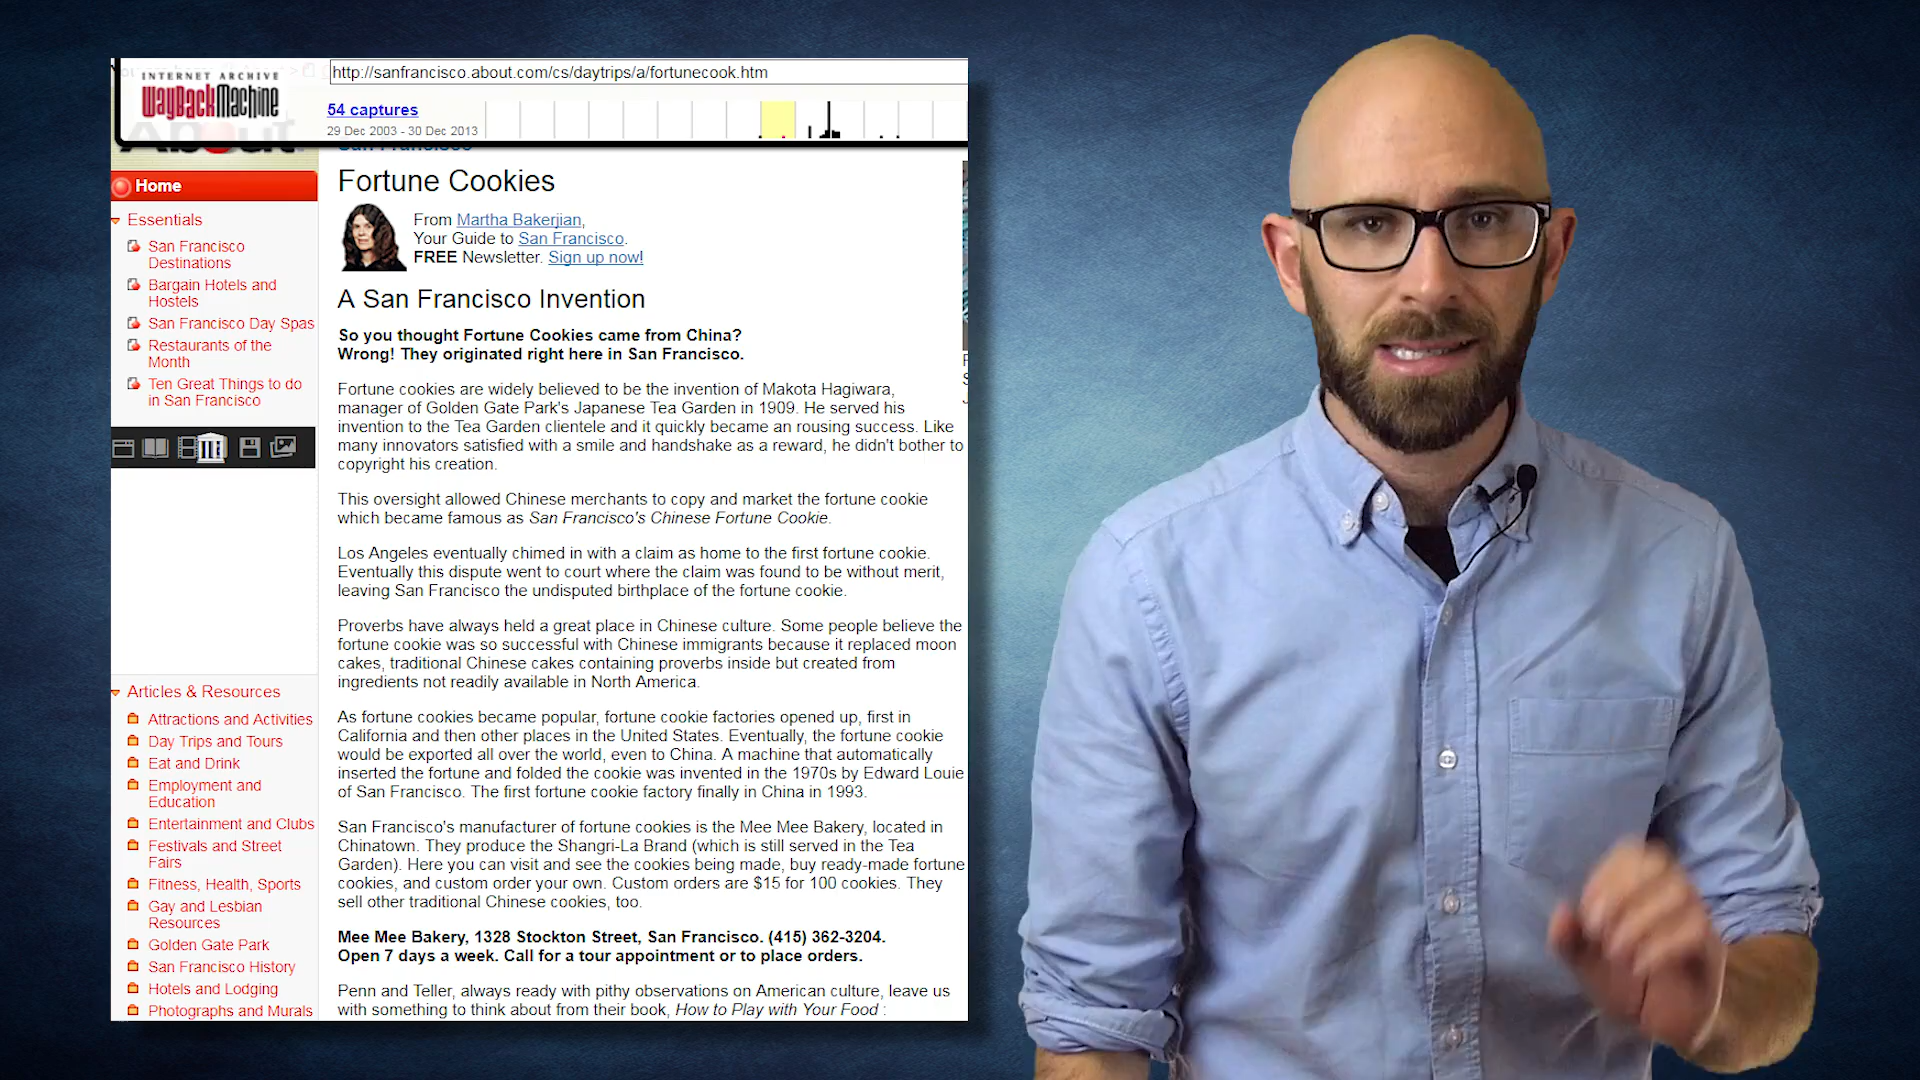 INTERNET ARCHIVE
WayBackMachine
http://sanfrancisco.about.com/cs/daytrips/a/fortunecook.htm
54 captures
29 Dec 2003 - 30 Dec 2013
San Francisco
Home
Essentials
San Francisco
Destinations
Bargain Hotels and
Hostels
San Francisco Day Spas
Restaurants of the
Month
Ten Great Things to do
in San Francisco
Articles & Resources
Attractions and Activities
Day Trips and Tours
Eat and Drink
Employment and
Education
Entertainment and Clubs
Festivals and Street
Fairs
Fitness, Health, Sports
Gay and Lesbian
Resources
Golden Gate Park
San Francisco History
Hotels and Lodging
Photographs and Murals
Fortune Cookies
From Martha Bakerjian,
Your Guide to San Francisco.
FREE Newsletter. Sign up now!
A San Francisco Invention
So you thought Fortune Cookies came from China?
Wrong! They originated right here in San Francisco.
Fortune cookies are widely believed to be the invention of Makota Hagiwara,
manager of Golden Gate Park's Japanese Tea Garden in 1909. He served his
invention to the Tea Garden clientele and it quickly became an rousing success. Like
many innovators satisfied with a smile and handshake as a reward, he didn't bother to
copyright his creation.
This oversight allowed Chinese merchants to copy and market the fortune cookie
which became famous as San Francisco's Chinese Fortune Cookie.
Los Angeles eventually chimed in with a claim as home to the first fortune cookie.
Eventually this dispute went to court where the claim was found to be without merit,
leaving San Francisco the undisputed birthplace of the fortune cookie.
Proverbs have always held a great place in Chinese culture. Some people believe the
fortune cookie was so successful with Chinese immigrants because it replaced moon
cakes, traditional Chinese cakes containing proverbs inside but created from
ingredients not readily available in North America.
As fortune cookies became popular, fortune cookie factories opened up, first in
California and then other places in the United States. Eventually, the fortune cookie
would be exported all over the world, even to China. A machine that automatically
inserted the fortune and folded the cookie was invented in the 1970s by Edward Louie
of San Francisco. The first fortune cookie factory finally in China in 1993.
San Francisco's manufacturer of fortune cookies is the Mee Mee Bakery, located in
Chinatown. They produce the Shangri-La Brand (which is still served in the Tea
Garden). Here you can visit and see the cookies being made, buy ready-made fortune
cookies, and custom order your own. Custom orders are $15 for 100 cookies. They
sell other traditional Chinese cookies, too.
Mee Mee Bakery, 1328 Stockton Street, San Francisco. (415) 362-3204.
Open 7 days a week. Call for a tour appointment or to place orders.
Penn and Teller, always ready with pithy observations on American culture, leave us
with something to think about from their book, How to Play with Your Food :